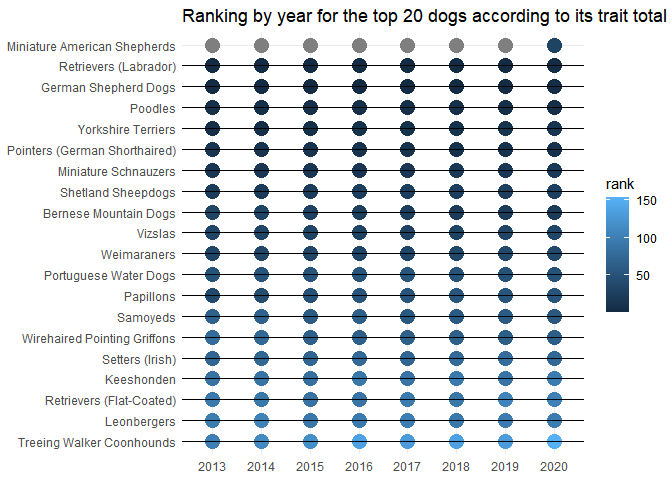 Ranking by year for the top 20 dogs according to its trait total
Miniature American Shepherds
Retrievers (Labrador)
German Shepherd Dogs
Poodles
Yorkshire Terriers
Pointers (German Shorthaired)
Miniature Schnauzers
Shetland Sheepdogs
Bernese Mountain Dogs
Vizslas
Weimaraners
Portuguese Water Dogs
Papillons
Samoyeds
Wirehaired Pointing Griffons
Setters (Irish)
Keeshonden
Retrievers (Flat-Coated)
Leonbergers
Treeing Walker Coonhounds
2013 2014 2015 2016 2017 2018 2019 2020
rank
150
100
50